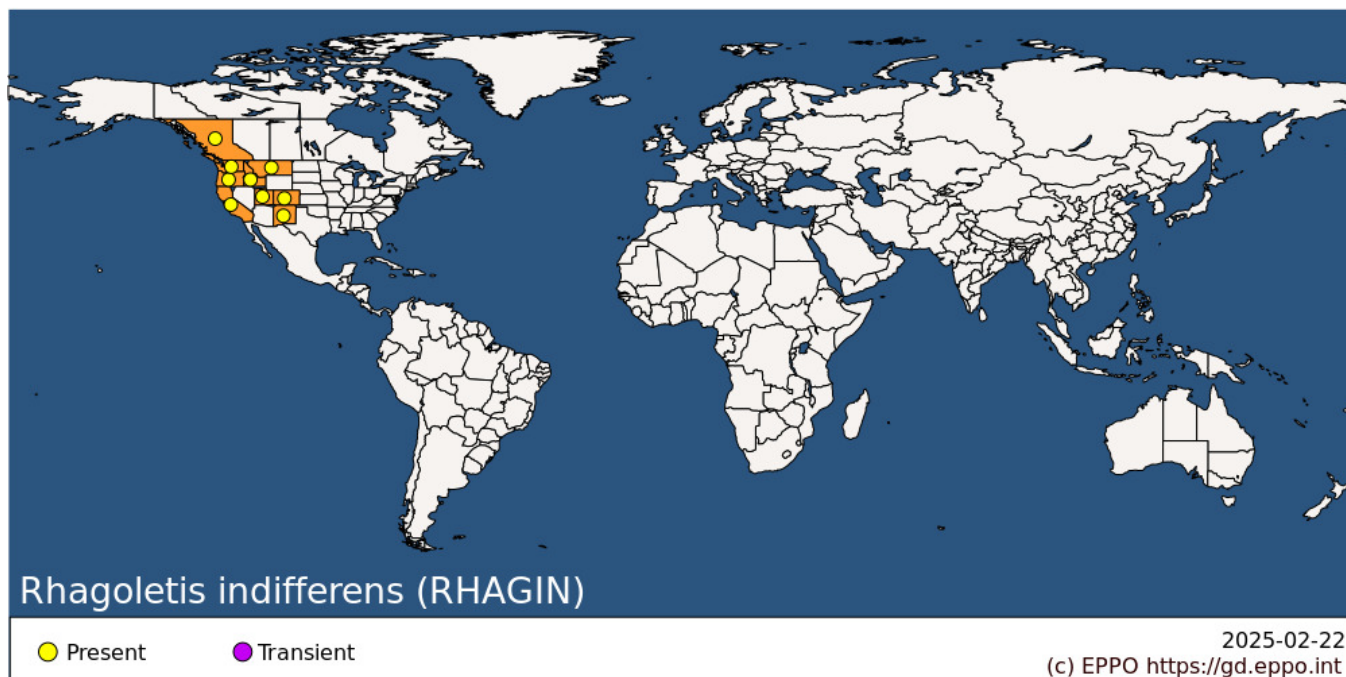 Rhagoletis indifferens (RHAGIN)
Present
Transient
2025-02-22
(c) EPPO https://gd.eppo.int